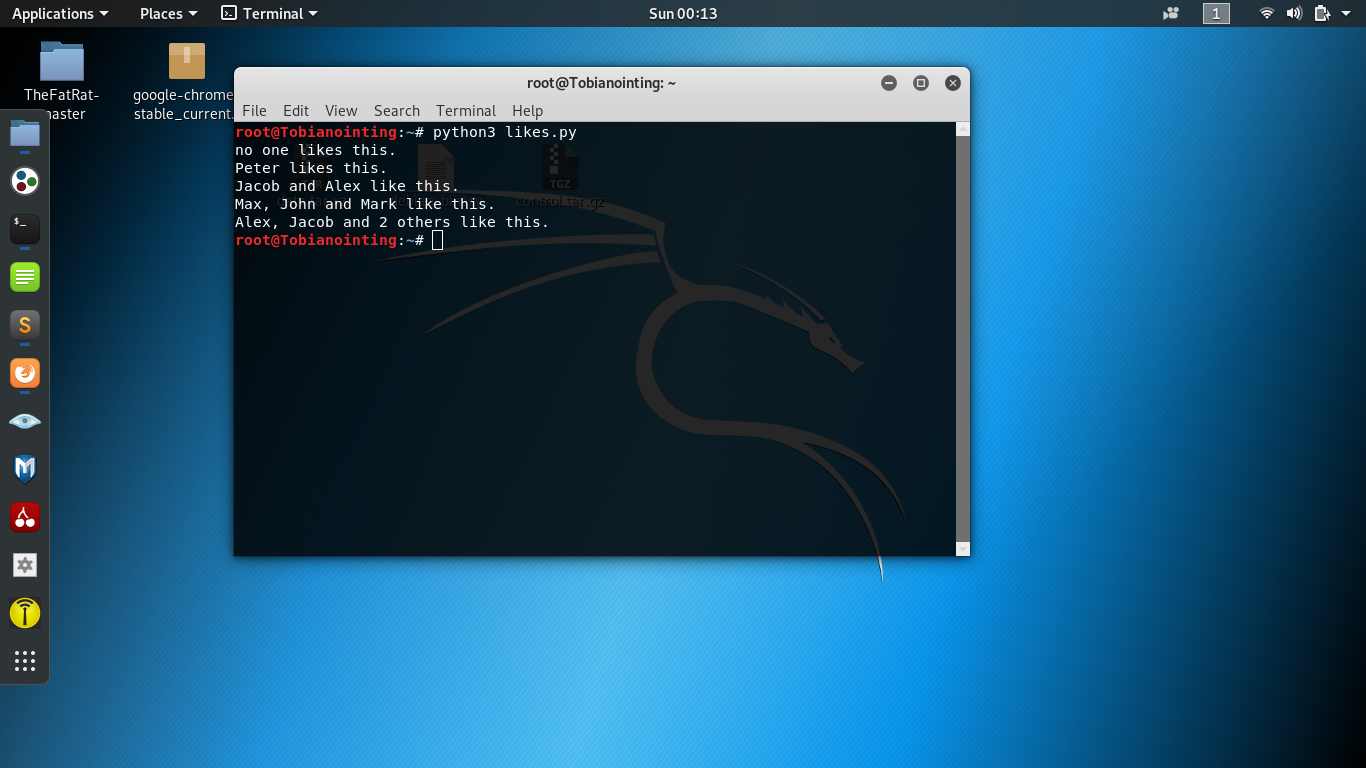 Applications Places Terminal Sun 00:13 1
TheFatRat-
master
google-chrome
stable_current.
root@Tobianointing: ~
File Edit View Search Terminal Help
root@Tobianointing:~# python3 likes.py
no one likes this.
Peter likes this.
Jacob and Alex like this.
Max, John and Mark like this.
Alex, Jacob and 2 others like this.
root@Tobianointing:~#
TGZ
control.tar.gz